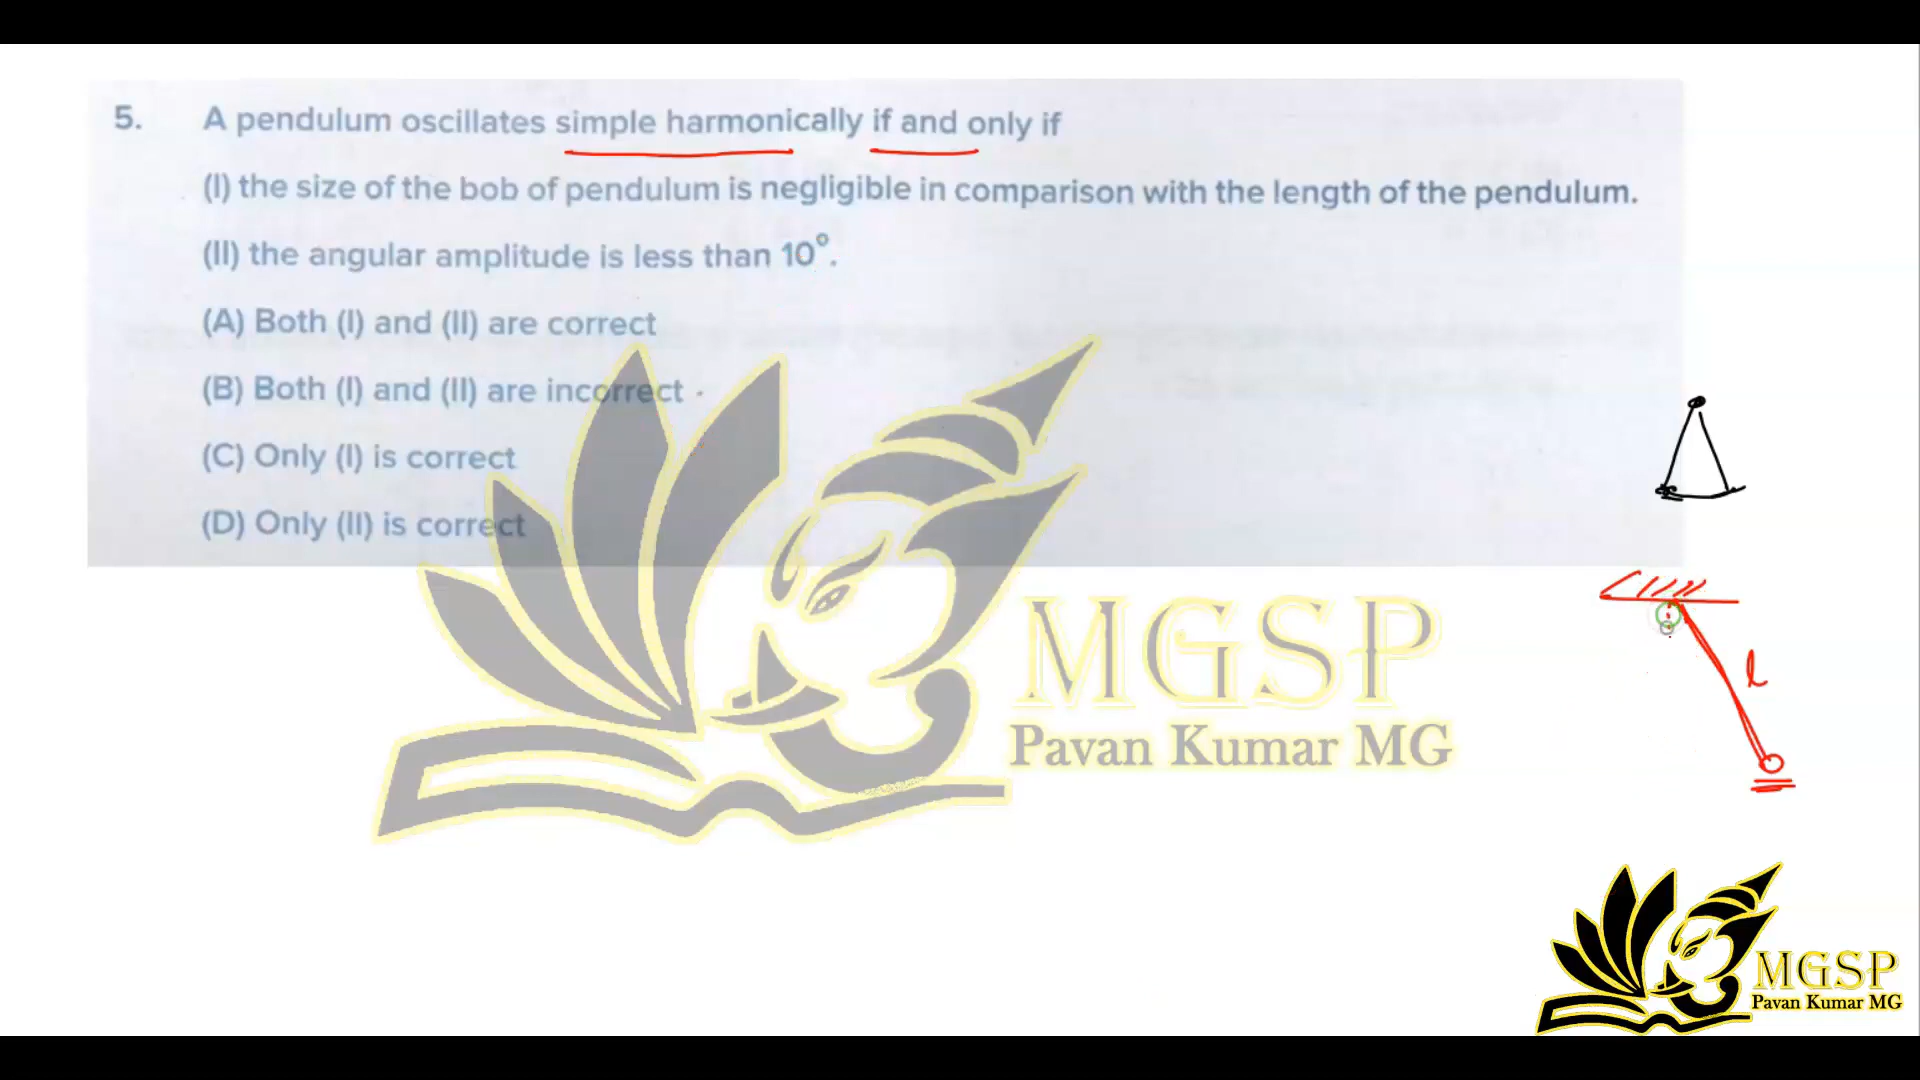 5. A pendulum oscillates simple harmonically if and only if
(I) the size of the bob of pendulum is negligible in comparison with the length of the pendulum.
(II) the angular amplitude is less than 10°.
(A) Both (I) and (II) are correct
(B) Both (I) and (II) are incorrect
(C) Only (I) is correct
(D) Only (II) is correct
l
MGSP
Pavan Kumar MG
MGSP
Pavan Kumar MG